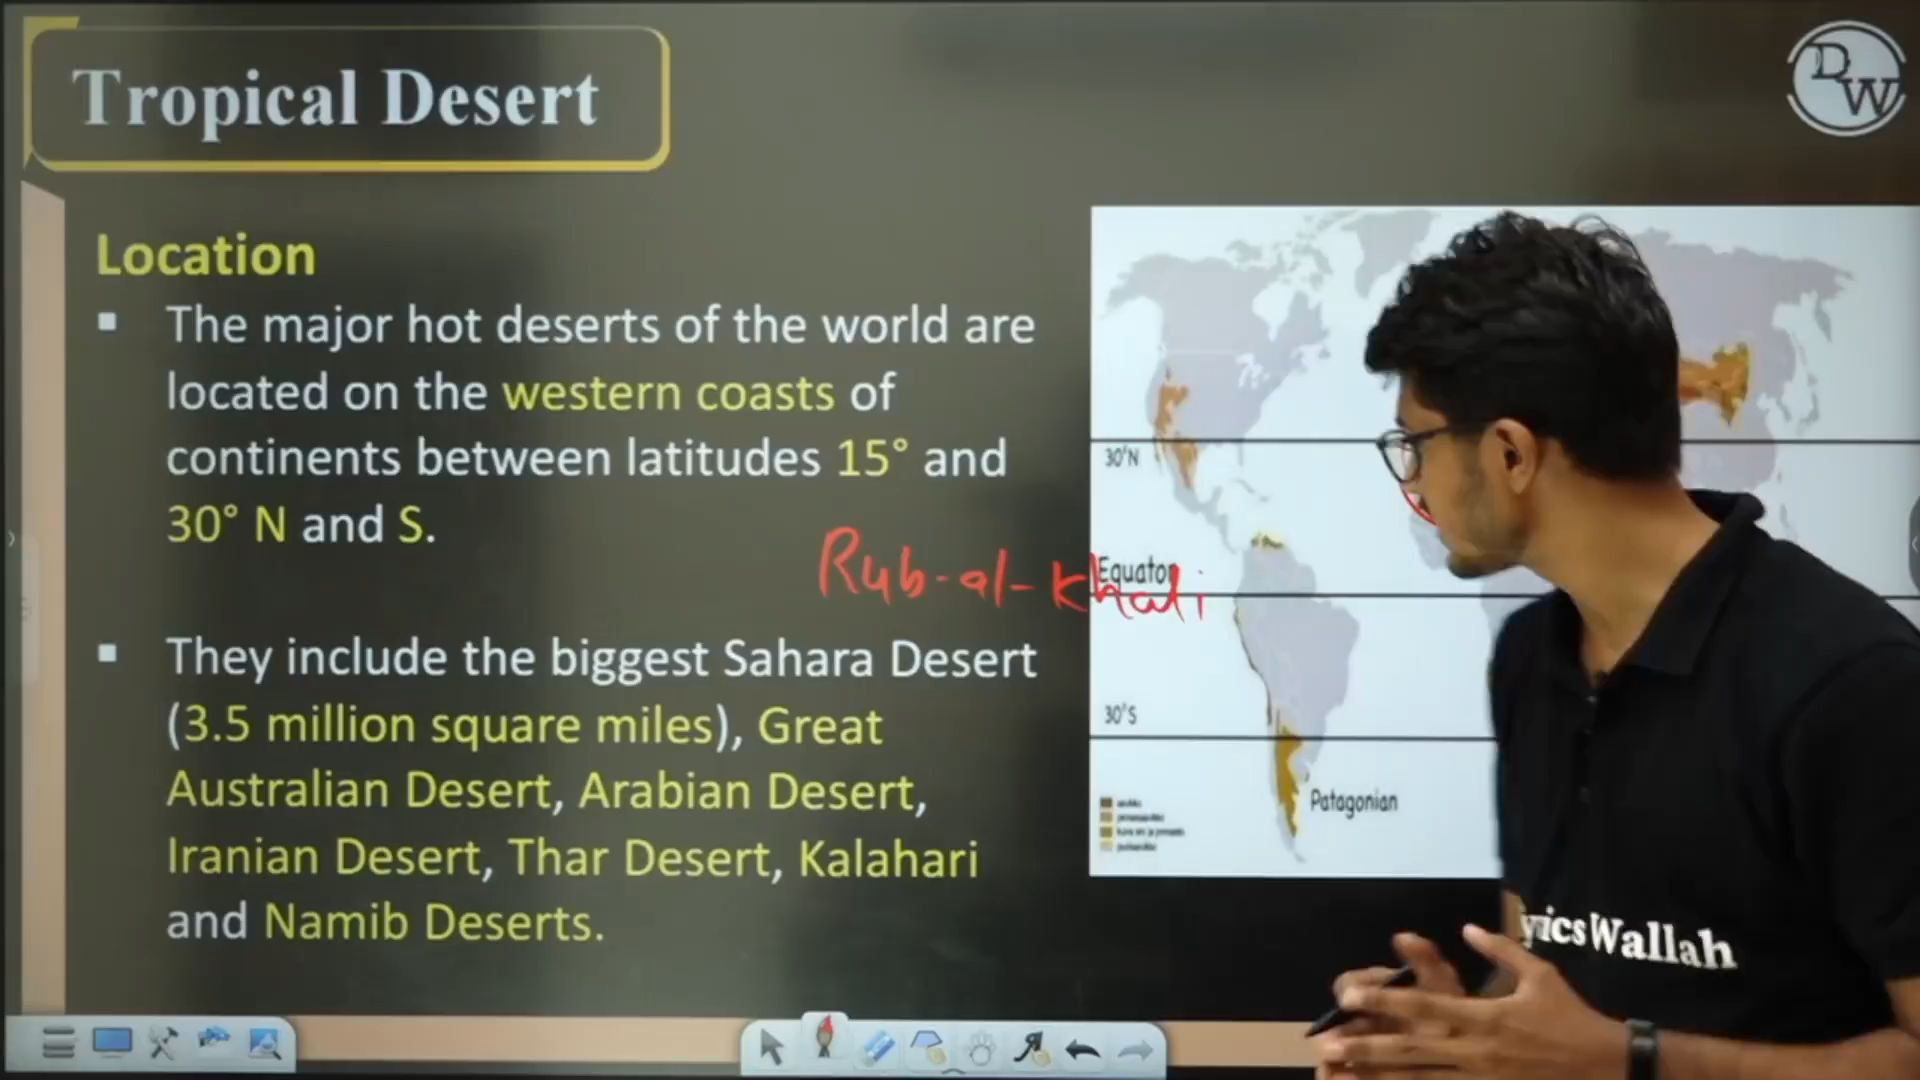 Tropical Desert
DW
Location
▪ The major hot deserts of the world are
located on the western coasts of
continents between latitudes 15° and
30° N and S.
Rub-al-Khali
▪ They include the biggest Sahara Desert
(3.5 million square miles), Great
Australian Desert, Arabian Desert,
Iranian Desert, Thar Desert, Kalahari
and Namib Deserts.
30°N
Equator
30°S
Patagonian
ysicsWallah